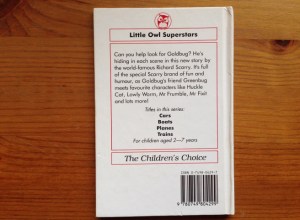 Little Owl Superstars
Can you help look for Goldbug? He's
hiding in each scene in this new story by
the world-famous Richard Scarry. It's full
of the special Scarry brand of fun and
humour, as Goldbug's friend Greenbug
meets favourite characters like Huckle
Cat, Lowly Worm, Mr Frumble, Mr Fixit
and lots more!
Titles in this series:
Cars
Boats
Planes
Trains
For children aged 2–7 years
The Children's Choice